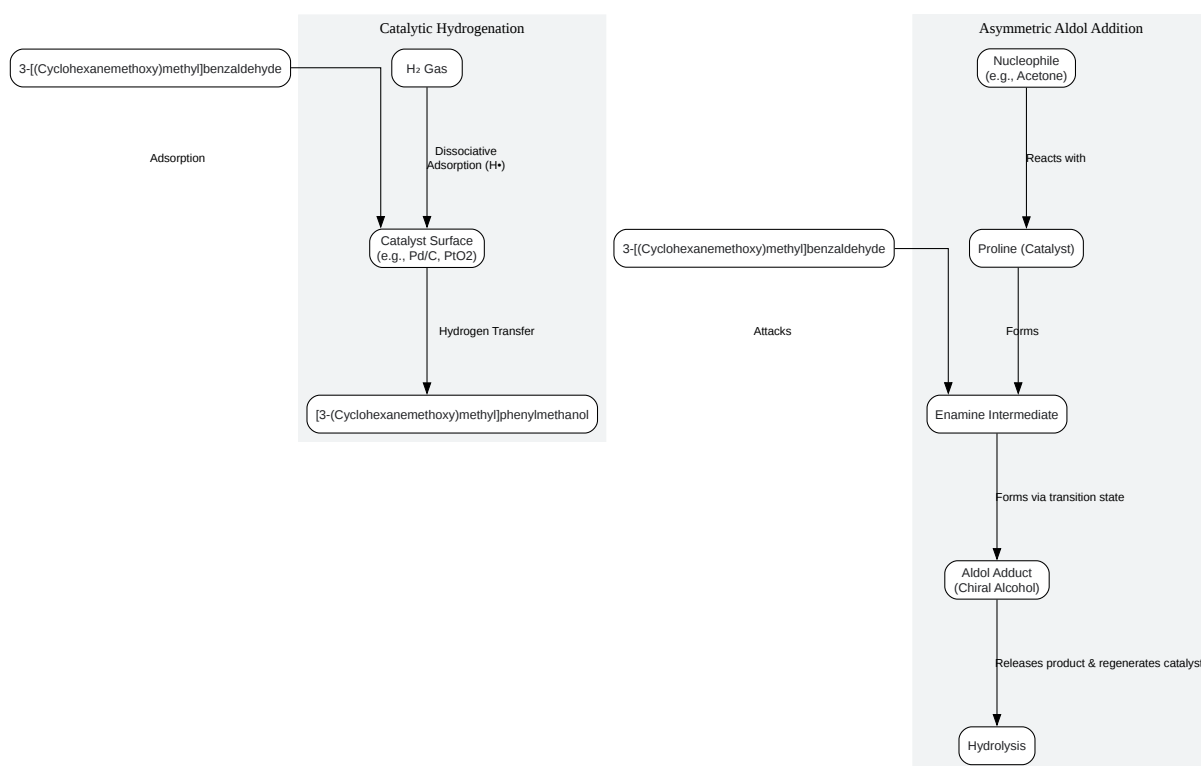 Catalytic Hydrogenation
3-[(Cyclohexanemethoxy)methyl]benzaldehyde
H₂ Gas
Adsorption
Dissociative
Adsorption (H•)
Catalyst Surface
(e.g., Pd/C, PtO2)
Hydrogen Transfer
[3-(Cyclohexanemethoxy)methyl]phenylmethanol
Asymmetric Aldol Addition
Nucleophile
(e.g., Acetone)
Reacts with
3-[(Cyclohexanemethoxy)methyl]benzaldehyde
Proline (Catalyst)
Attacks
Forms
Enamine Intermediate
Forms via transition state
Aldol Adduct
(Chiral Alcohol)
Releases product & regenerates catalyst
Hydrolysis